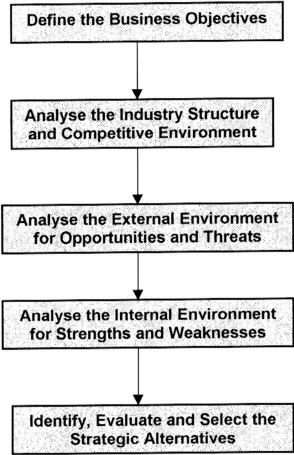 Define the Business Objectives
Analyse the Industry Structure
and Competitive Environment
Analyse the External Environment
for Opportunities and Threats
Analyse the Internal Environment
for Strengths and Weaknesses
Identify, Evaluate and Select the
Strategic Alternatives